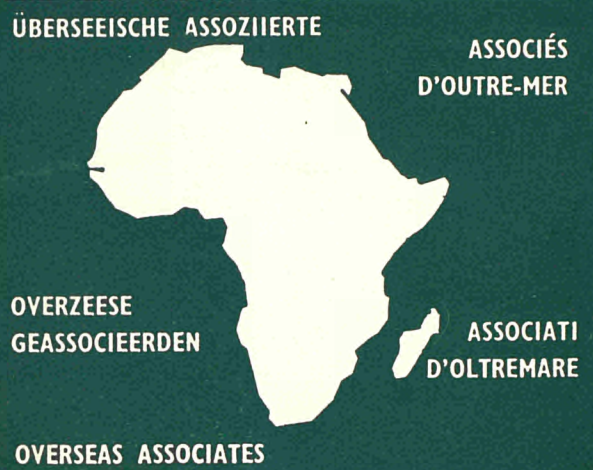 ÜBERSEEISCHE ASSOZIIERTE
ASSOCIÉS
D'OUTRE-MER
OVERZEESE
GEASSOCIEERDEN
ASSOCIATI
D'OLTREMARE
OVERSEAS ASSOCIATES